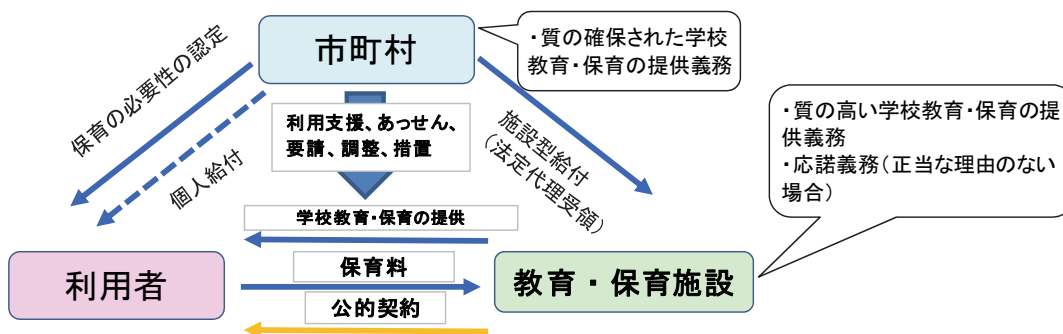 市町村
・質の確保された学校
教育・保育の提供義務
保育の必要性の認定
個人給付
利用支援、あっせん、
要請、調整、措置
施設型給付
(法定代理受領)
・質の高い学校教育・保育の提
供義務
・応諾義務(正当な理由のない
場合)
学校教育・保育の提供
利用者
保育料
公的契約
教育・保育施設